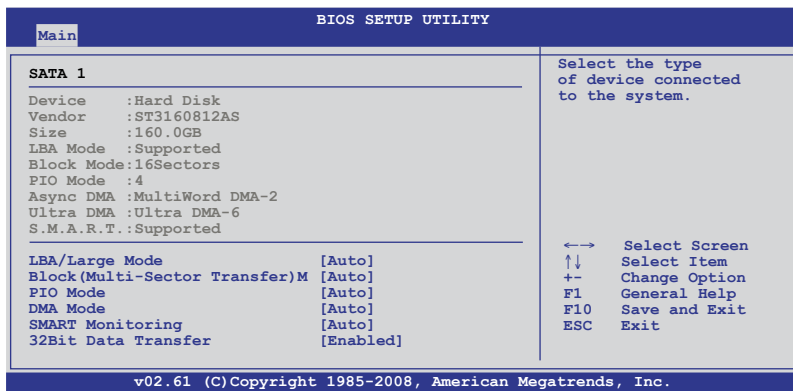 BIOS SETUP UTILITY
Main
SATA 1
Device :Hard Disk
Vendor :ST3160812AS
Size :160.0GB
LBA Mode :Supported
Block Mode:16Sectors
PIO Mode :4
Async DMA :MultiWord DMA-2
Ultra DMA :Ultra DMA-6
S.M.A.R.T.:Supported
LBA/Large Mode [Auto]
Block(Multi-Sector Transfer)M [Auto]
PIO Mode [Auto]
DMA Mode [Auto]
SMART Monitoring [Auto]
32Bit Data Transfer [Enabled]
Select the type
of device connected
to the system.
←→ Select Screen
↑↓ Select Item
+- Change Option
F1 General Help
F10 Save and Exit
ESC Exit
v02.61 (C)Copyright 1985-2008, American Megatrends, Inc.